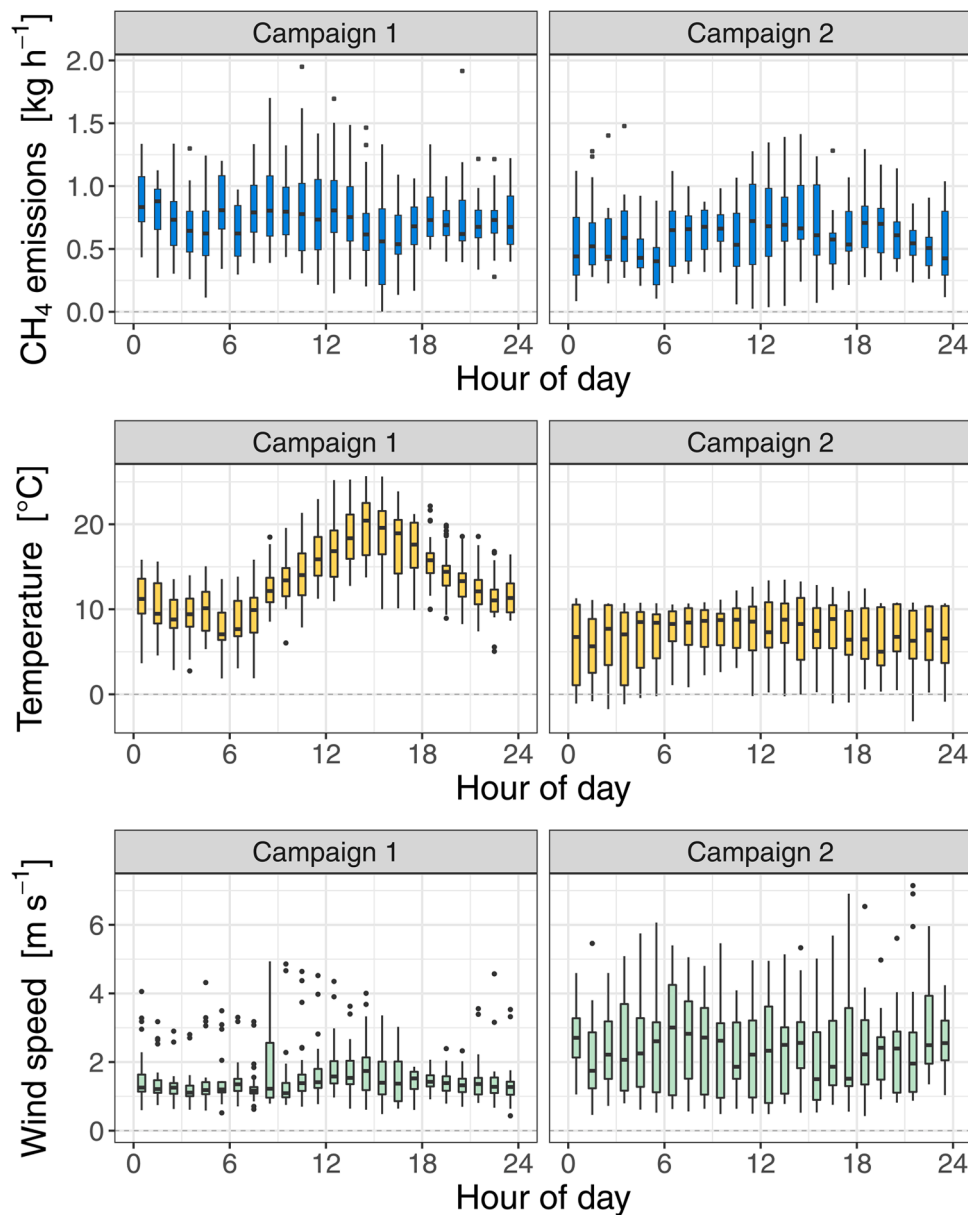 Campaign 1 Campaign 2
CH₄ emissions [kg h⁻¹]
2.0
1.5
1.0
0.5
0.0
0 6 12 18 24 0 6 12 18 24
Hour of day
Campaign 1 Campaign 2
Temperature [°C]
20
10
0
0 6 12 18 24 0 6 12 18 24
Hour of day
Campaign 1 Campaign 2
Wind speed [m s⁻¹]
6
4
2
0
0 6 12 18 24 0 6 12 18 24
Hour of day